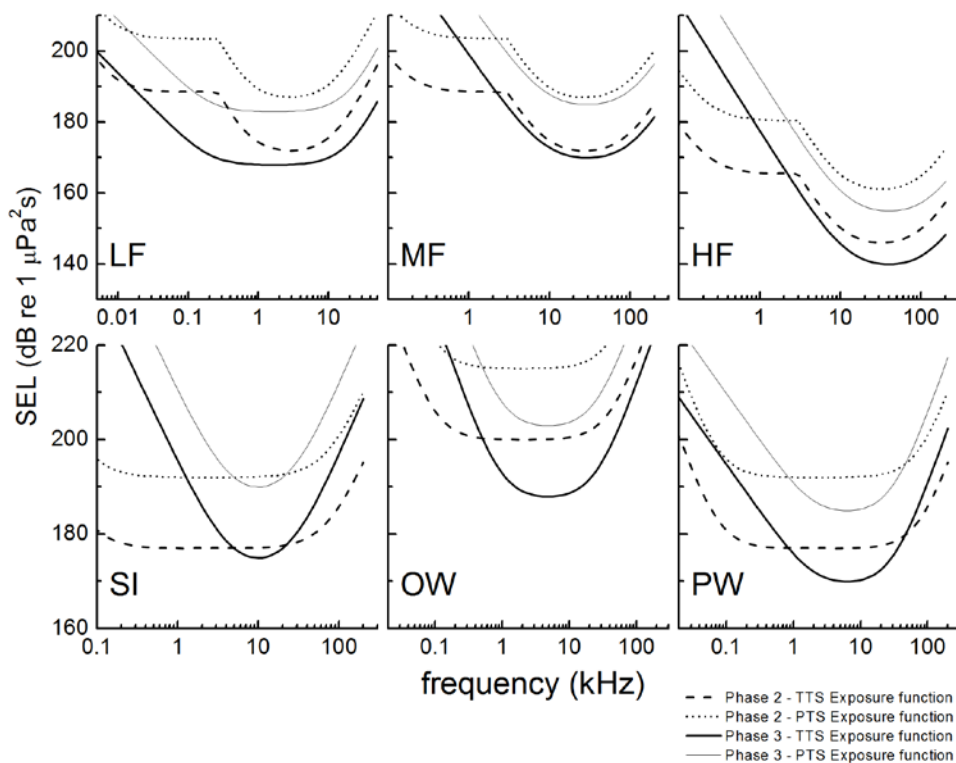 200
180
160
140
LF
0.01 0.1 1 10
MF
1 10 100
HF
1 10 100
SEL (dB re 1 μPa²s)
220
200
180
160
SI
0.1 1 10 100
OW
0.1 1 10 100
PW
0.1 1 10 100
frequency (kHz)
Phase 2 - TTS Exposure function
Phase 2 - PTS Exposure function
Phase 3 - TTS Exposure function
Phase 3 - PTS Exposure function